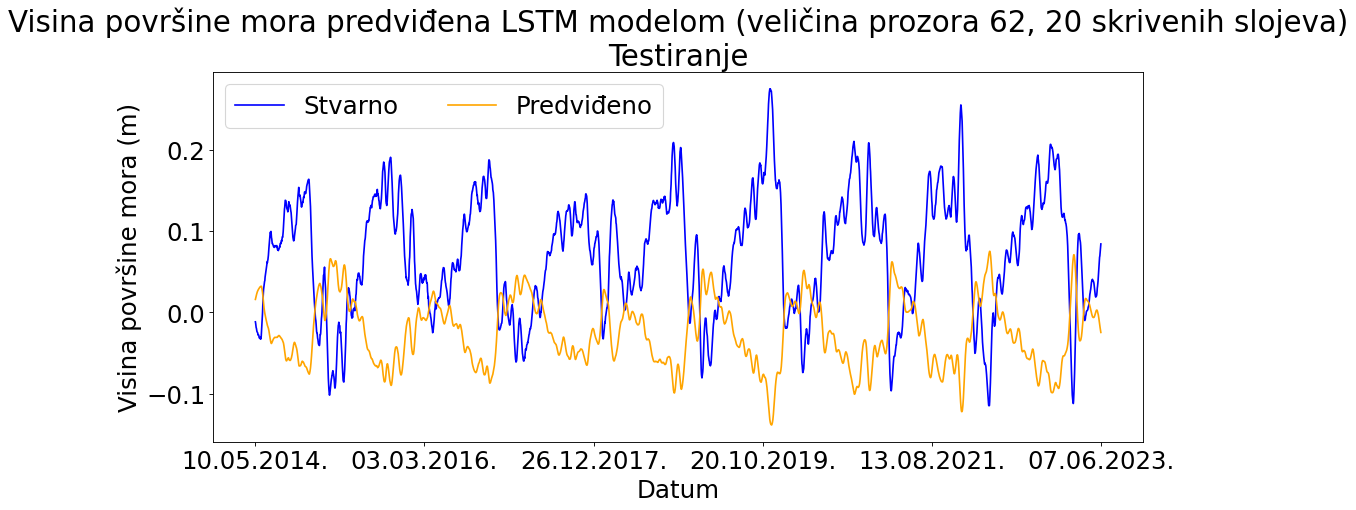 Visina površine mora predviđena LSTM modelom (veličina prozora 62, 20 skrivenih slojeva)
Testiranje
Stvarno
Predviđeno
Visina površine mora (m)
0.2
0.1
0.0
−0.1
10.05.2014.
03.03.2016.
26.12.2017.
20.10.2019.
13.08.2021.
07.06.2023.
Datum